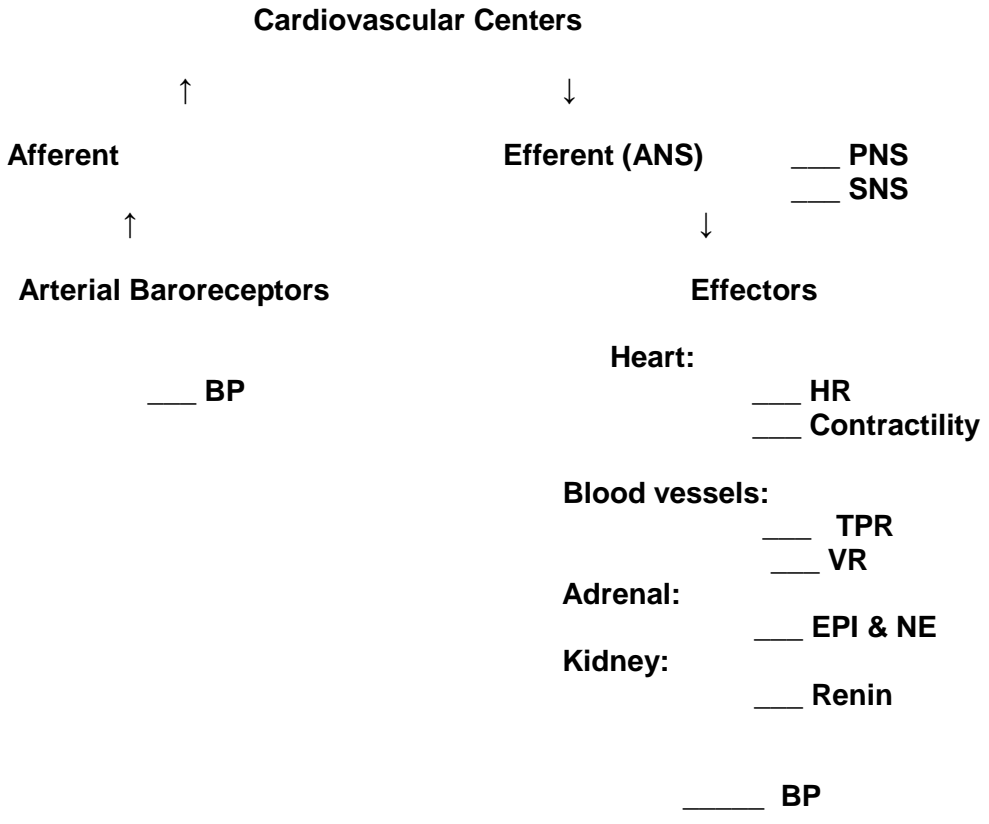 Cardiovascular Centers
↑ ↓
Afferent Efferent (ANS) ___ PNS
___ SNS
↑ ↓
Arterial Baroreceptors Effectors
Heart:
___ BP ___ HR
___ Contractility
Blood vessels:
___ TPR
___ VR
Adrenal:
___ EPI & NE
Kidney:
___ Renin
_____ BP